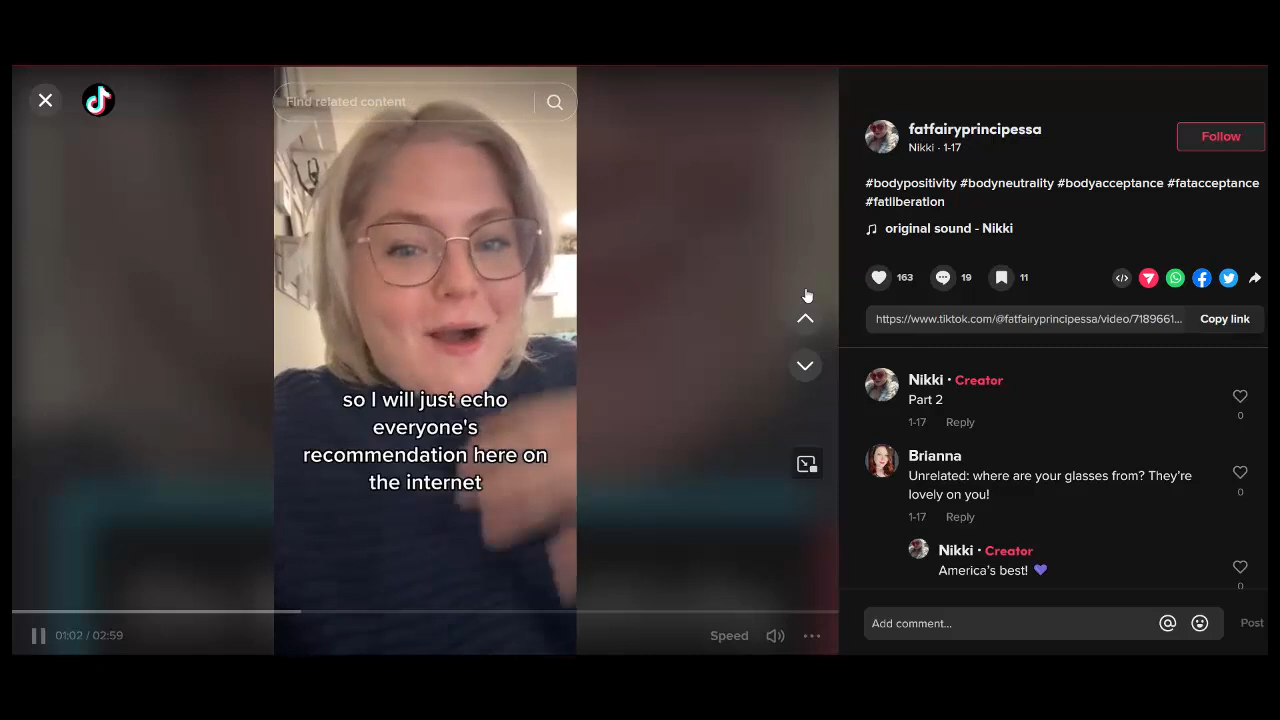 Find related content
so I will just echo
everyone's
recommendation here on
the internet
01:02 / 02:59
Speed
fatfairyprincipessa
Nikki · 1-17
Follow
#bodypositivity #bodyneutrality #bodyacceptance #fatacceptance
#fatliberation
original sound - Nikki
163
19
11
https://www.tiktok.com/@fatfairyprincipessa/video/7189661...
Copy link
Nikki · Creator
Part 2
1-17 Reply
0
Brianna
Unrelated: where are your glasses from? They're
lovely on you!
0
1-17 Reply
Nikki · Creator
America's best! 💜
0
Add comment...
Post